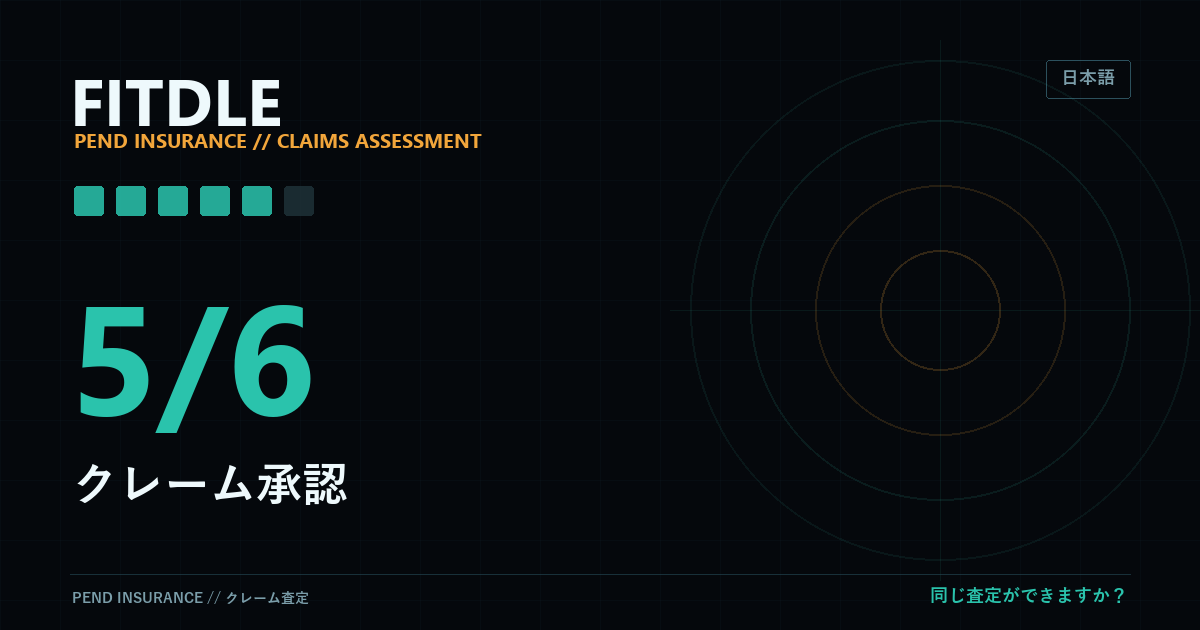 FITDLE
日本語
PEND INSURANCE // CLAIMS ASSESSMENT
5/6
クレーム承認
PEND INSURANCE // クレーム査定
同じ査定ができますか？